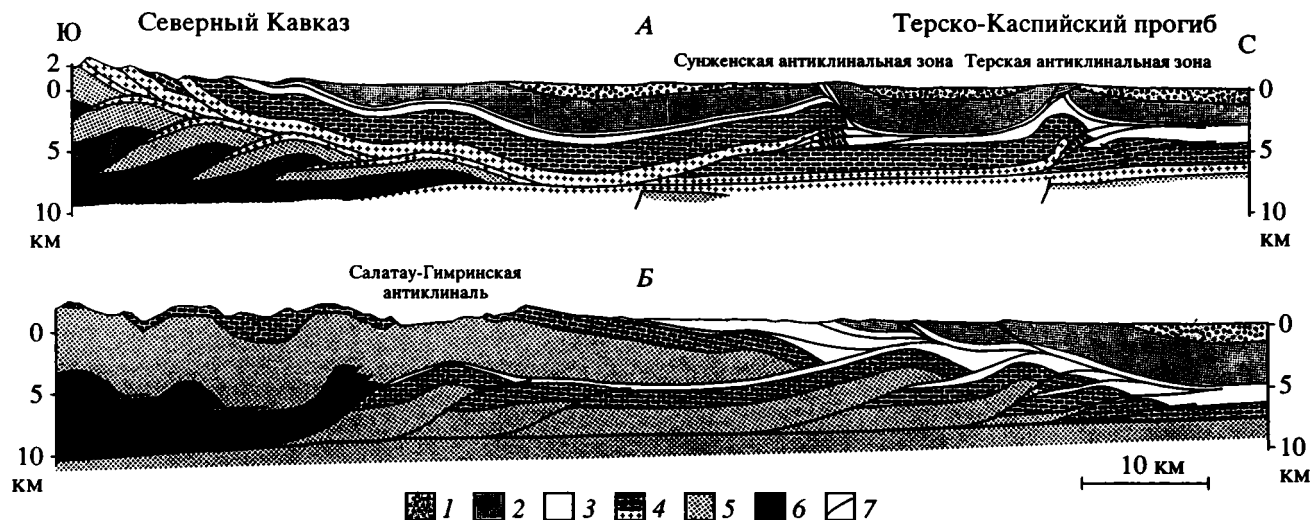 Ю Северный Кавказ А Терско-Каспийский прогиб С
Сунженская антиклинальная зона Терская антиклинальная зона
2
0 0
5 5
10 10
км км
Салатау-Гимринская
антиклиналь
Б
0 0
5 5
10 10
км км
10 км
1 2 3 4 5 6 7